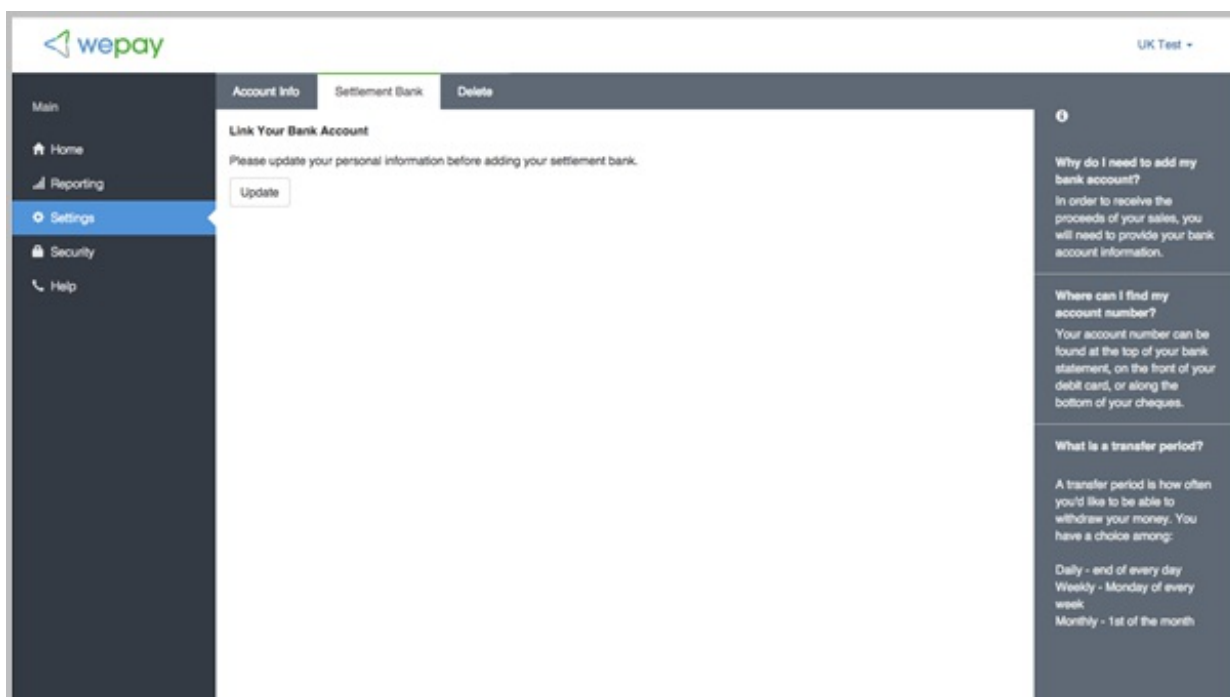 wepay
UK Test
Main
Home
Reporting
Settings
Security
Help
Account Info
Settlement Bank
Delete
Link Your Bank Account
Please update your personal information before adding your settlement bank.
Update
Why do I need to add my
bank account?
In order to receive the
proceeds of your sales, you
will need to provide your bank
account information.
Where can I find my
account number?
Your account number can be
found at the top of your bank
statement, on the front of your
debit card, or along the
bottom of your cheques.
What is a transfer period?
A transfer period is how often
you'd like to be able to
withdraw your money. You
have a choice among:
Daily - end of every day
Weekly - Monday of every
week
Monthly - 1st of the month